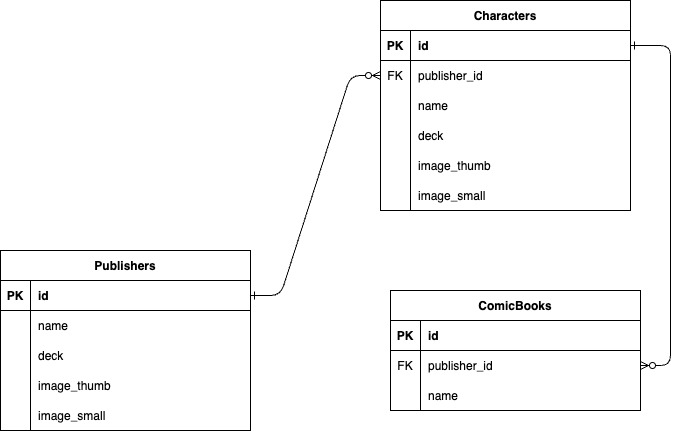 Characters
PK id
FK publisher_id
name
deck
image_thumb
image_small
Publishers
PK id
name
deck
image_thumb
image_small
ComicBooks
PK id
FK publisher_id
name